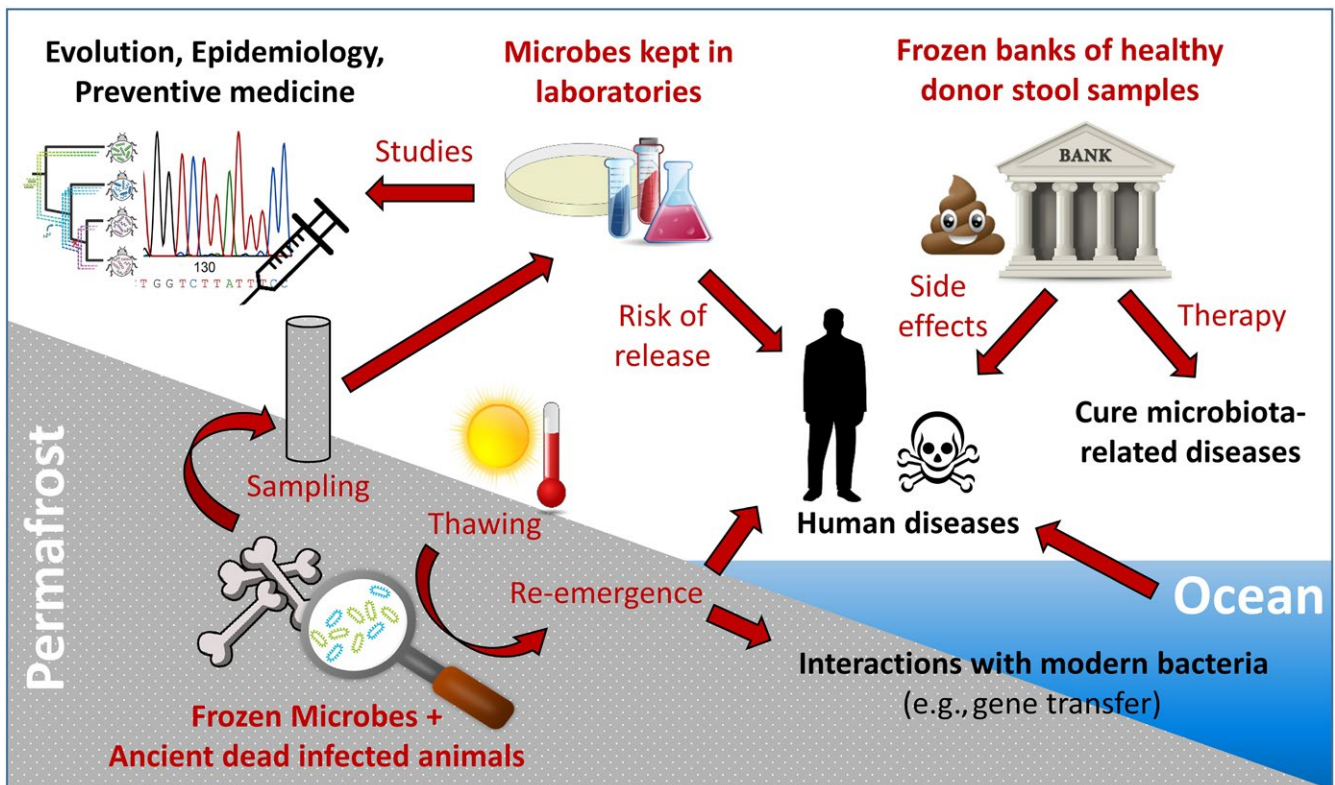 Evolution, Epidemiology,
Preventive medicine
Microbes kept in
laboratories
Frozen banks of healthy
donor stool samples
Studies
BANK
130
T G G T C T T A T T T C C
Side
effects
Therapy
Risk of
release
Cure microbiota-
related diseases
Permafrost
Sampling
Thawing
Human diseases
Re-emergence
Ocean
Interactions with modern bacteria
(e.g., gene transfer)
Frozen Microbes +
Ancient dead infected animals